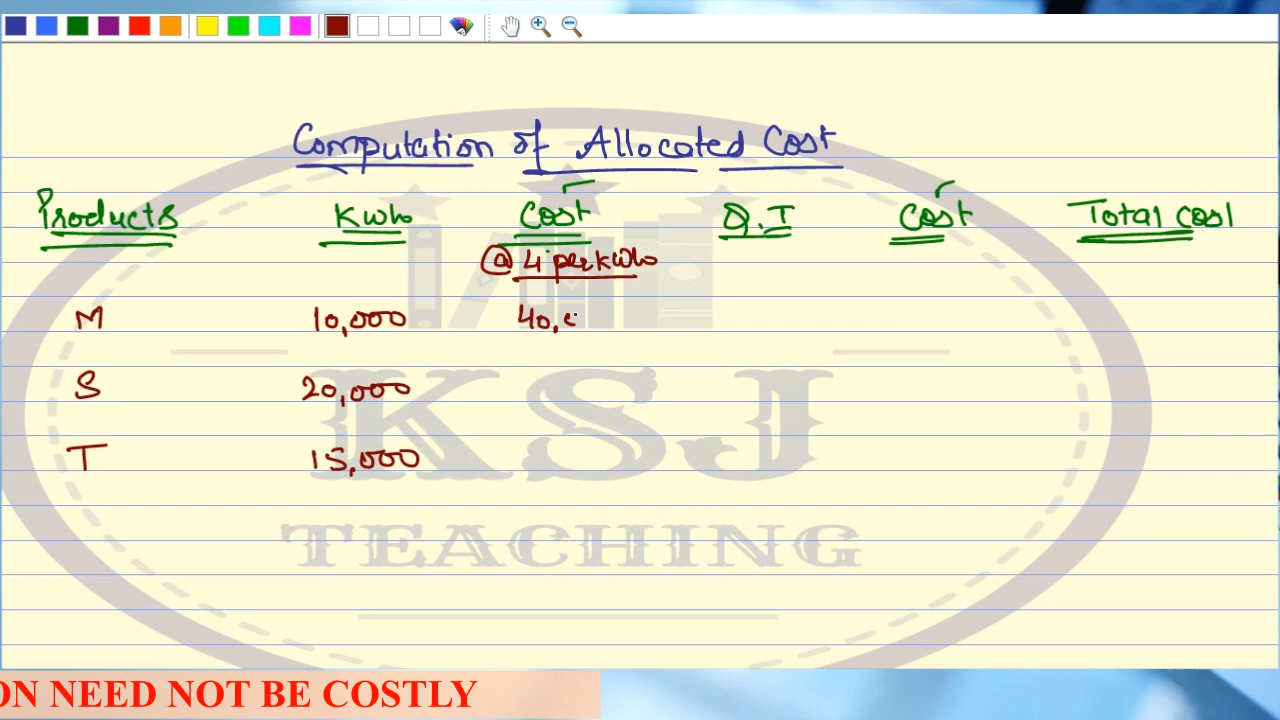 Computation of Allocated Cost
Products Kwh Cost Q.I Cost Total cost
@ 4 per kwh
M 10,000 40,
S 20,000
T 15,000
KSJ
TEACHING
ON NEED NOT BE COSTLY